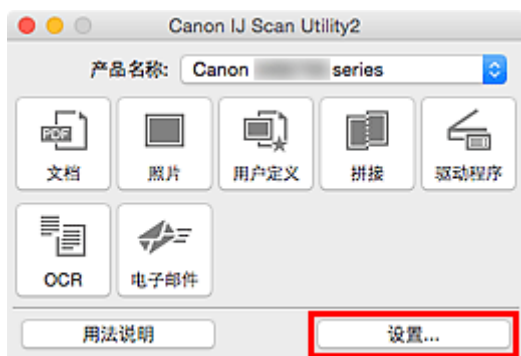 Canon IJ Scan Utility2
产品名称: Canon series
PDF
文档
照片
用户定义
拼接
驱动程序
OCR
电子邮件
用法说明
设置...